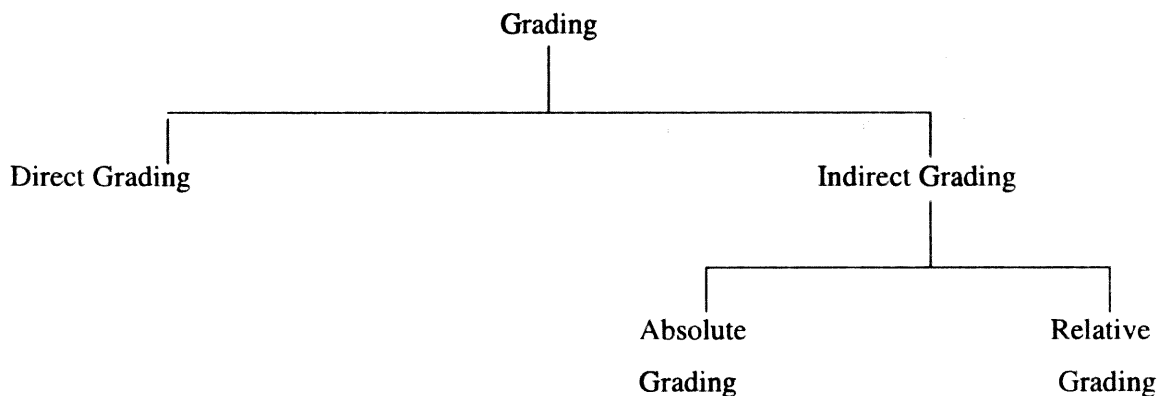 Grading
Direct Grading
Indirect Grading
Absolute
Grading
Relative
Grading